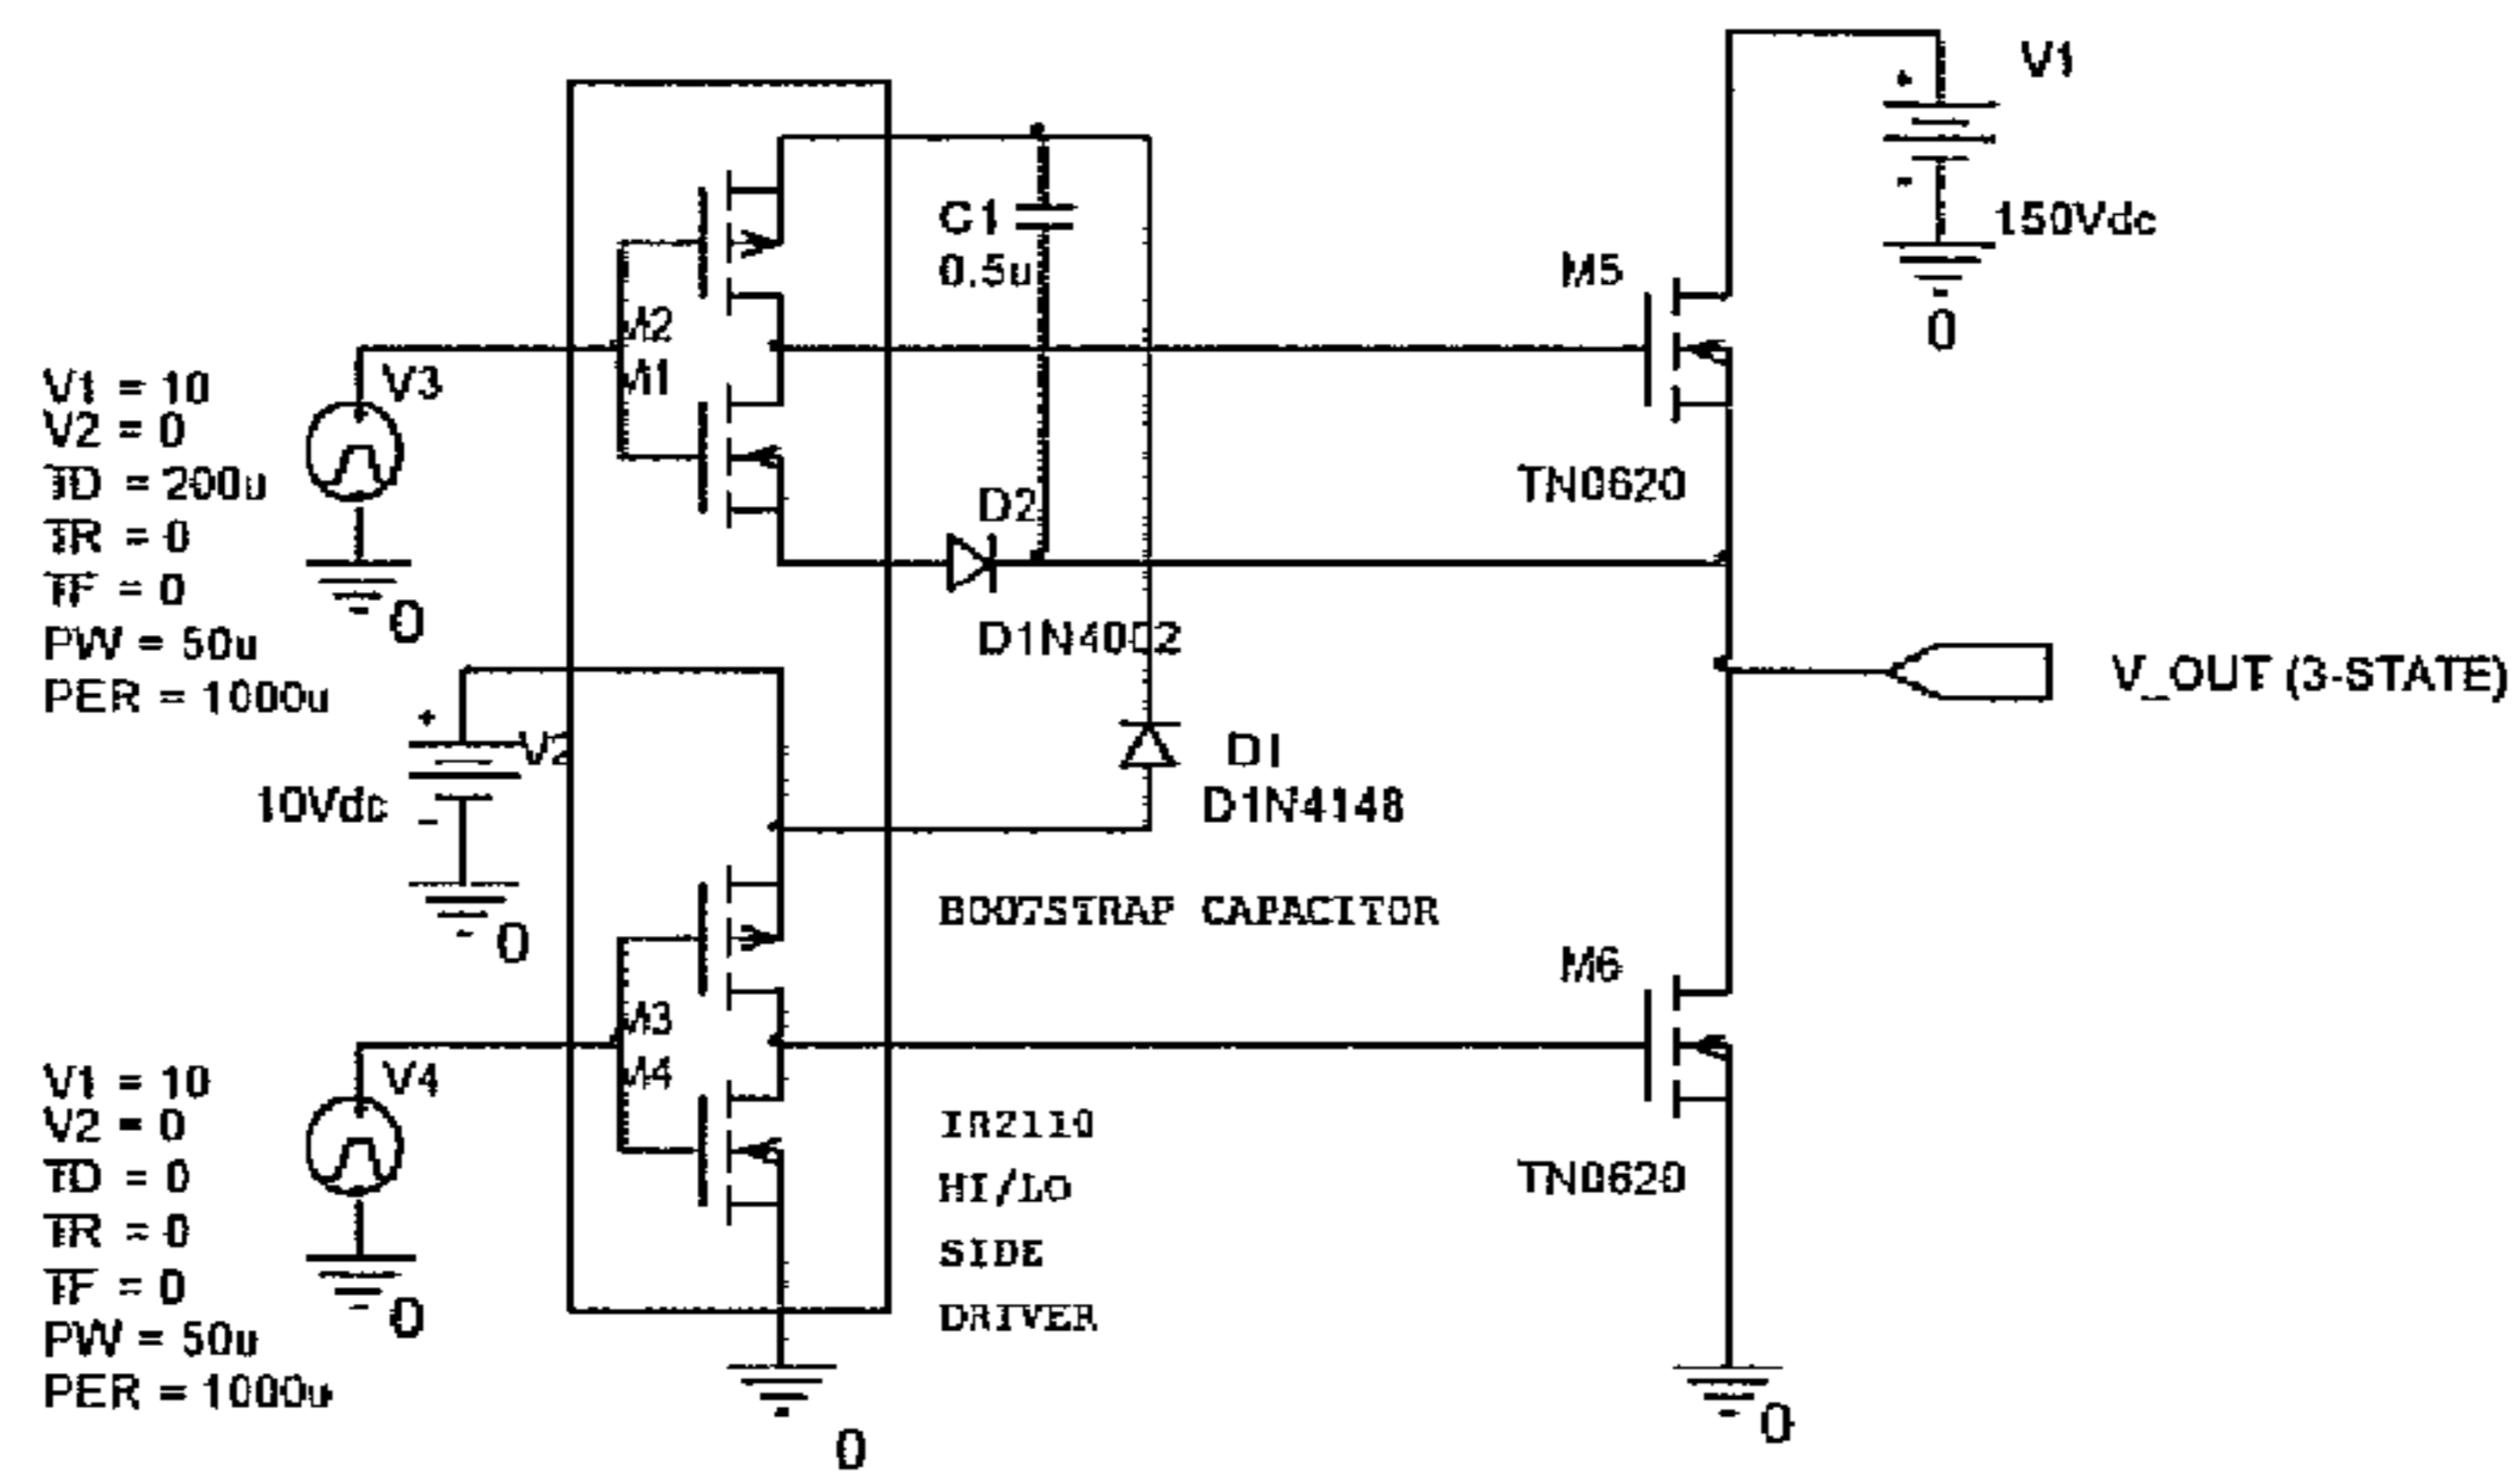 V1
150Vdc
0
C1
0.5u
M5
TN0620
M2
M1
V3
V1 = 10
V2 = 0
TD = 200u
TR = 0
TF = 0
PW = 50u
PER = 1000u
0
D2
D1N4002
V_OUT (3-STATE)
V2
10Vdc
0
D1
D1N4148
BOOTSTRAP CAPACITOR
M6
TN0620
M3
M4
V4
V1 = 10
V2 = 0
TD = 0
TR = 0
TF = 0
PW = 50u
PER = 1000u
0
IR2110
HI/LO
SIDE
DRIVER
0
0